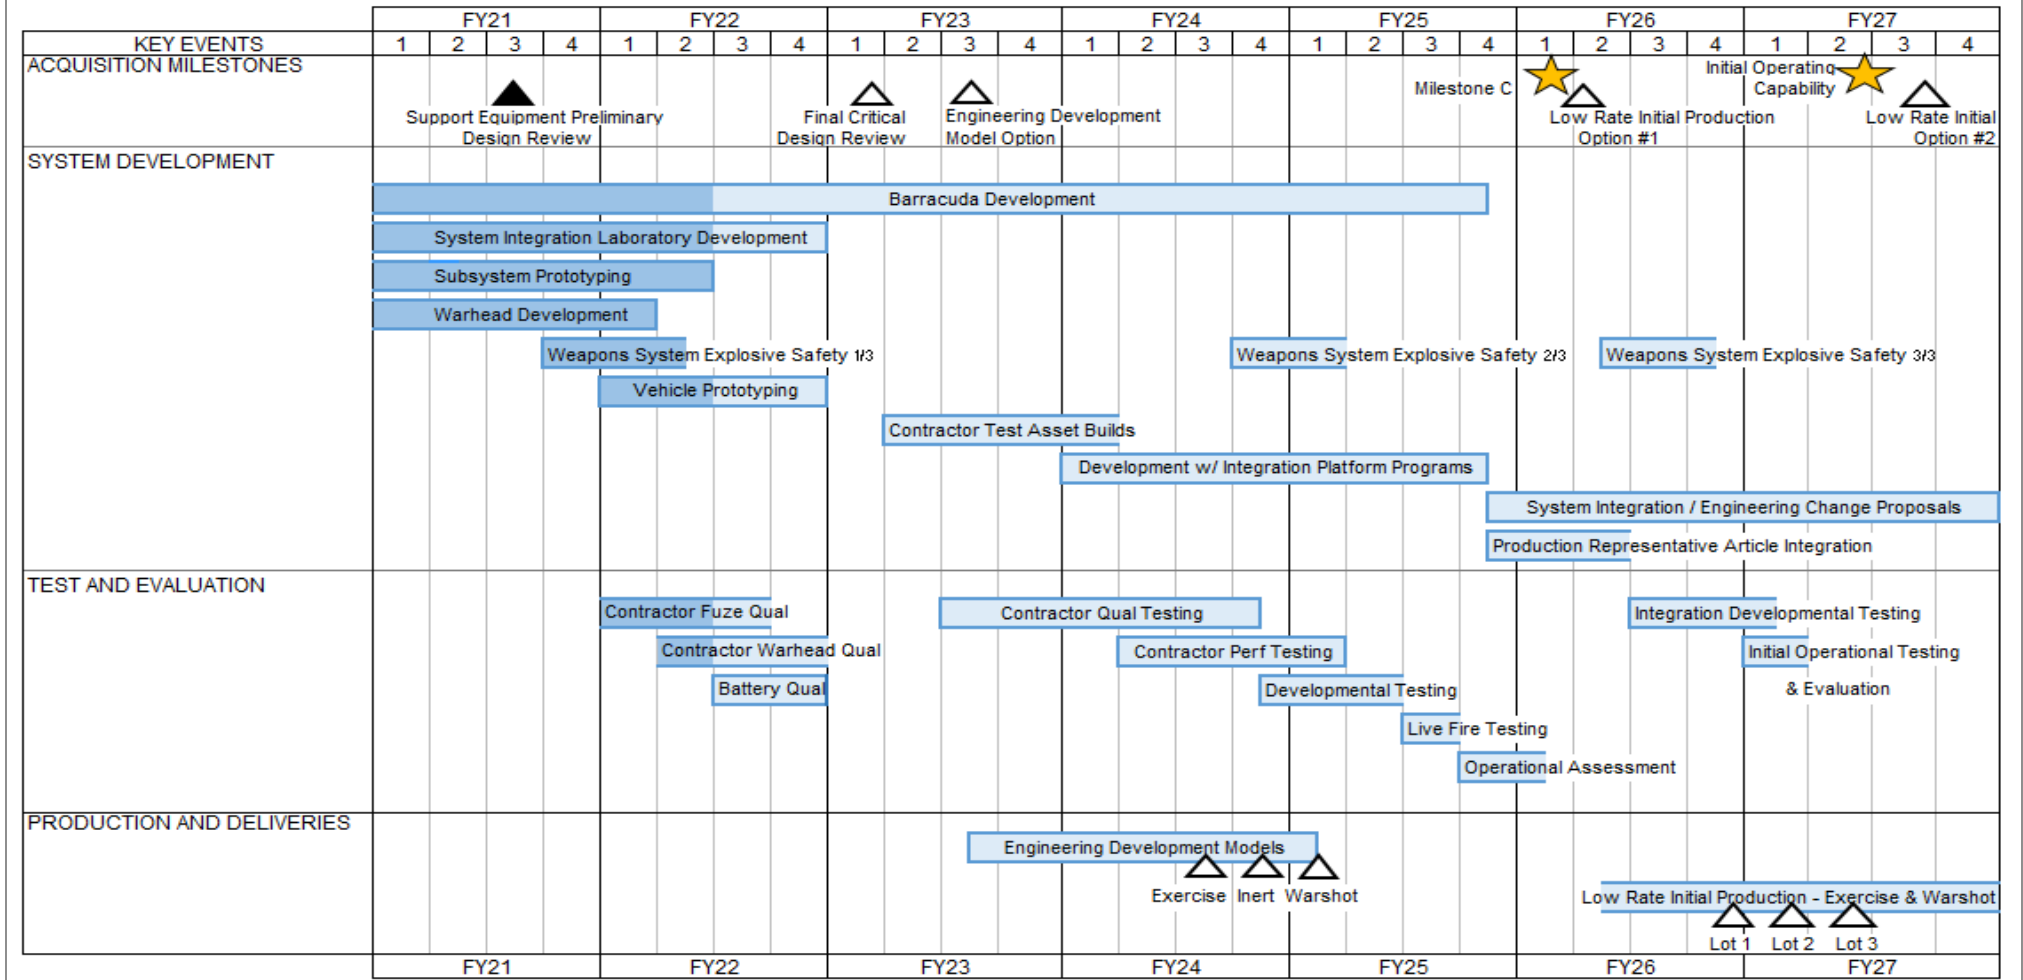 FY21 FY22 FY23 FY24 FY25 FY26 FY27
KEY EVENTS 1 2 3 4 1 2 3 4 1 2 3 4 1 2 3 4 1 2 3 4 1 2 3 4 1 2 3 4
ACQUISITION MILESTONES
Support Equipment Preliminary
Design Review
Final Critical
Design Review
Engineering Development
Model Option
Milestone C
Low Rate Initial Production
Option #1
Initial Operating
Capability
Low Rate Initial
Option #2
SYSTEM DEVELOPMENT
Barracuda Development
System Integration Laboratory Development
Subsystem Prototyping
Warhead Development
Weapons System Explosive Safety 1/3
Weapons System Explosive Safety 2/3
Weapons System Explosive Safety 3/3
Vehicle Prototyping
Contractor Test Asset Builds
Development w/ Integration Platform Programs
System Integration / Engineering Change Proposals
Production Representative Article Integration
TEST AND EVALUATION
Contractor Fuze Qual
Contractor Qual Testing
Integration Developmental Testing
Contractor Warhead Qual
Contractor Perf Testing
Initial Operational Testing
& Evaluation
Battery Qual
Developmental Testing
Live Fire Testing
Operational Assessment
PRODUCTION AND DELIVERIES
Engineering Development Models
Exercise Inert Warshot
Low Rate Initial Production - Exercise & Warshot
Lot 1 Lot 2 Lot 3
FY21 FY22 FY23 FY24 FY25 FY26 FY27